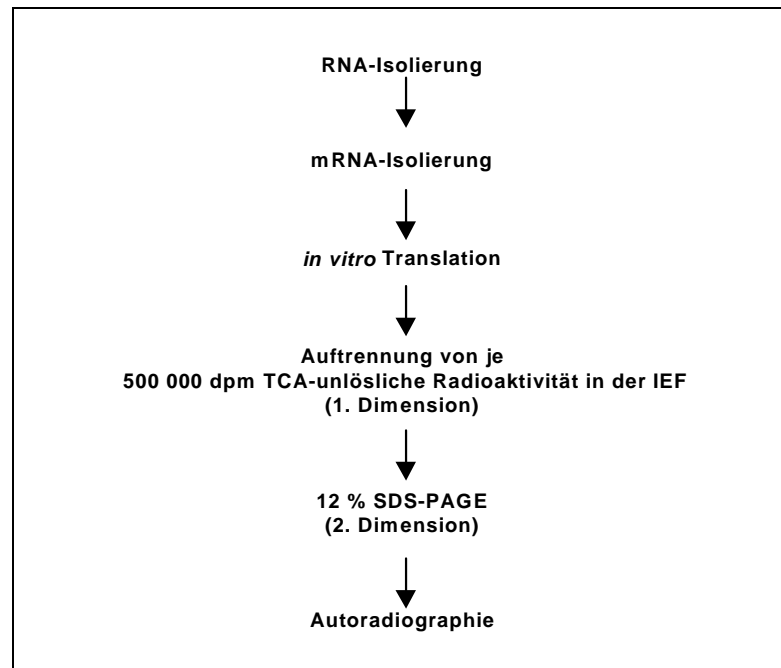 RNA-Isolierung
mRNA-Isolierung
in vitro Translation
Auftrennung von je
500 000 dpm TCA-unlösliche Radioaktivität in der IEF
(1. Dimension)
12 % SDS-PAGE
(2. Dimension)
Autoradiographie